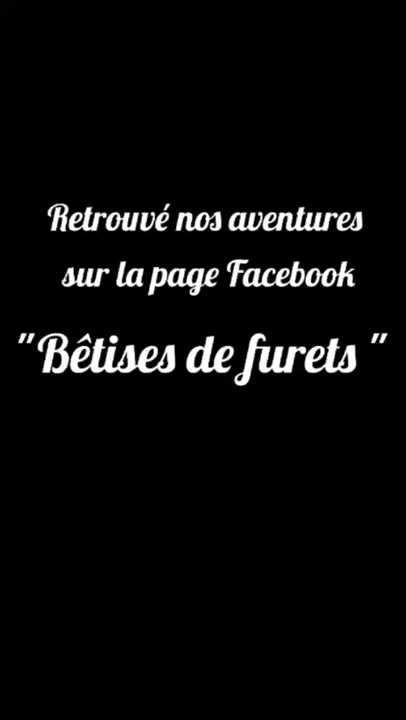 Retrouvé nos aventures
sur la page Facebook
"Bêtises de furets "